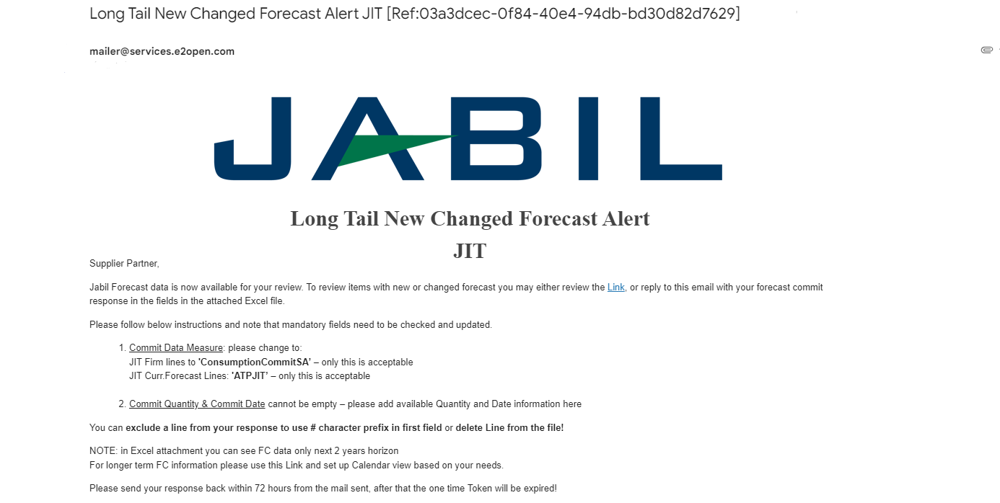 Long Tail New Changed Forecast Alert JIT [Ref:03a3dcec-0f84-40e4-94db-bd30d82d7629]
mailer@services.e2open.com
JABIL
Long Tail New Changed Forecast Alert
JIT
Supplier Partner,
Jabil Forecast data is now available for your review. To review items with new or changed forecast you may either review the Link, or reply to this email with your forecast commit
response in the fields in the attached Excel file.
Please follow below instructions and note that mandatory fields need to be checked and updated.
1. Commit Data Measure: please change to:
JIT Firm lines to 'ConsumptionCommitSA’ – only this is acceptable
JIT Curr.Forecast Lines: 'ATPJIT’ – only this is acceptable
2. Commit Quantity & Commit Date cannot be empty – please add available Quantity and Date information here
You can exclude a line from your response to use # character prefix in first field or delete Line from the file!
NOTE: in Excel attachment you can see FC data only next 2 years horizon
For longer term FC information please use this Link and set up Calendar view based on your needs.
Please send your response back within 72 hours from the mail sent, after that the one time Token will be expired!